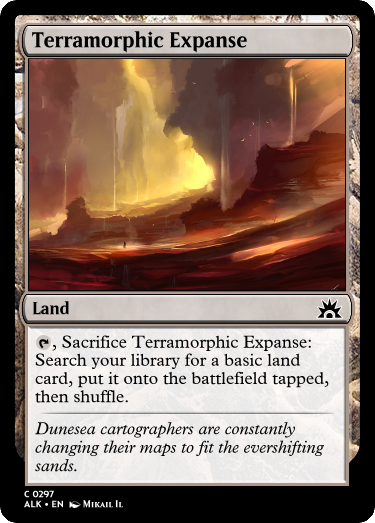 Terramorphic Expanse
Land
, Sacrifice Terramorphic Expanse:
Search your library for a basic land
card, put it onto the battlefield tapped,
then shuffle.
Dunesea cartographers are constantly
changing their maps to fit the evershifting
sands.
C 0297
ALK • EN Mikail Il